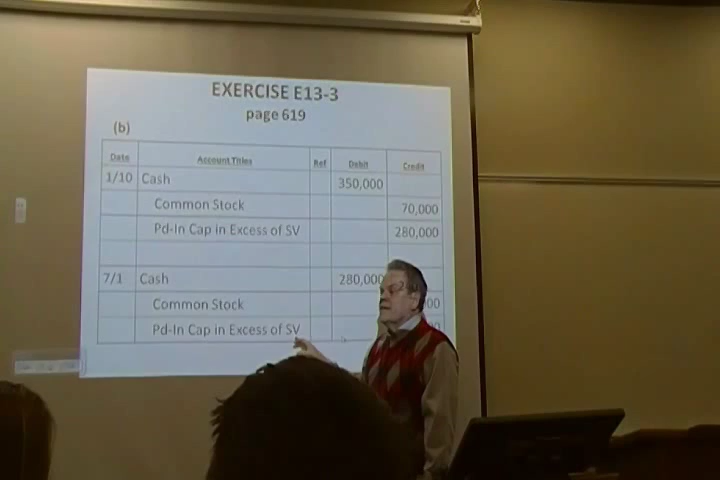 EXERCISE E13-3
page 619
(b)
Date Account Titles Ref Debit Credit
1/10 Cash 350,000
Common Stock 70,000
Pd-In Cap in Excess of SV 280,000
7/1 Cash 280,000
Common Stock
Pd-In Cap in Excess of SV